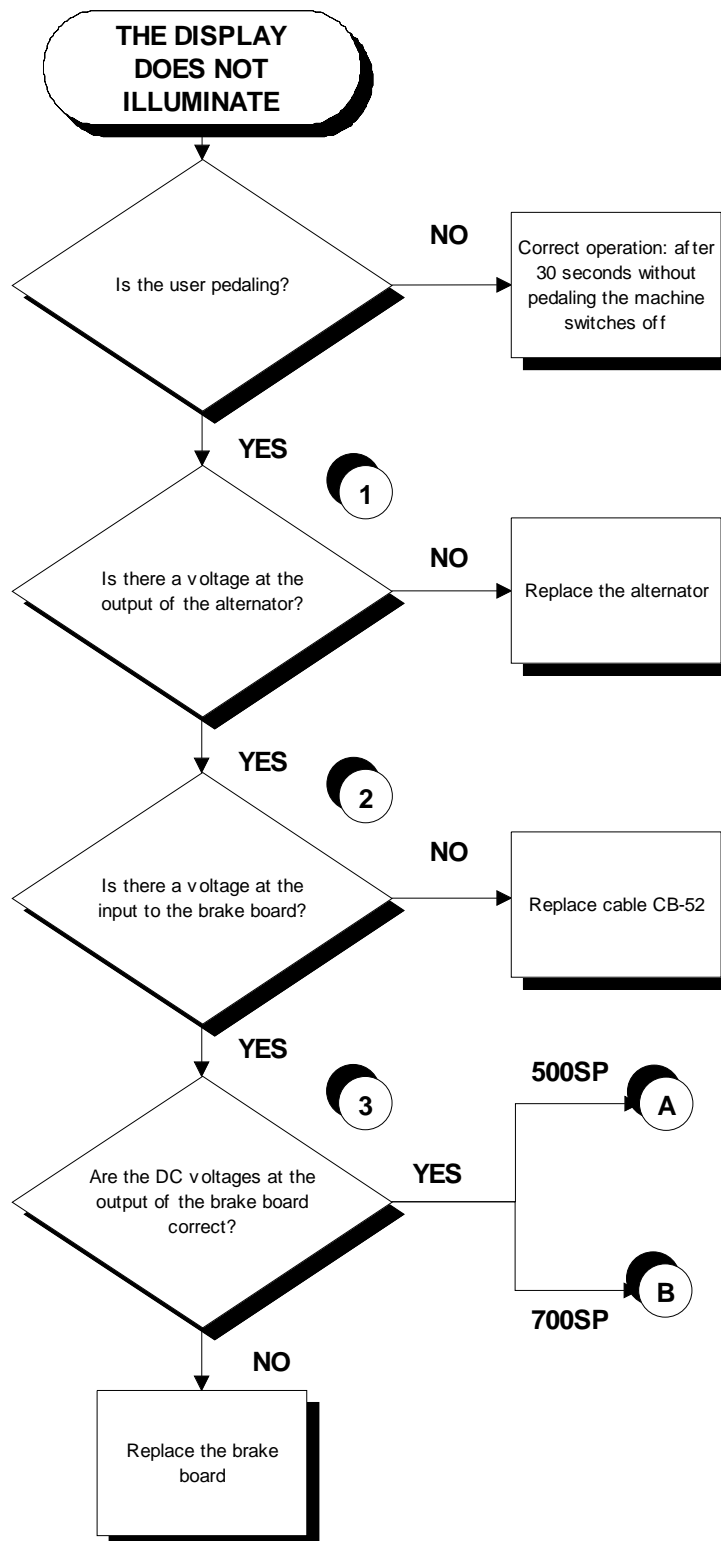 THE DISPLAY
DOES NOT
ILLUMINATE
Is the user pedaling?
NO
Correct operation: after
30 seconds without
pedaling the machine
switches off
YES
1
Is there a voltage at the
output of the alternator?
NO
Replace the alternator
YES
2
Is there a voltage at the
input to the brake board?
NO
Replace cable CB-52
YES
3
Are the DC voltages at the
output of the brake board
correct?
YES
500SP
A
B
700SP
NO
Replace the brake
board